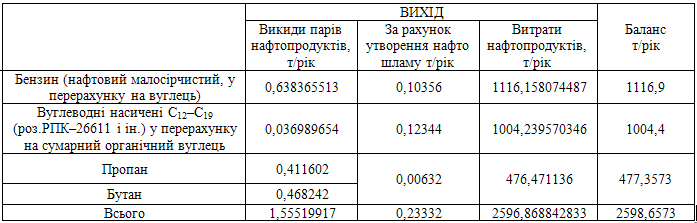 ВИХІД
Викиди парів
нафтопродуктів,
т/рік
За рахунок
утворення нафто
шламу т/рік
Витрати
нафтопродуктів,
т/рік
Баланс
т/рік
Бензин (нафтовий малосірчистий, у
перерахунку на вуглець)
0,638365513
0,10356
1116,158074487
1116,9
Вуглеводні насичені С₁₂–С₁₉
(роз.РПК–26611 і ін.) у перерахунку
на сумарний органічний вуглець
0,036989654
0,12344
1004,239570346
1004,4
Пропан
0,411602
0,00632
476,471136
477,3573
Бутан
0,468242
Всього
1,55519917
0,23332
2596,868842833
2598,6573